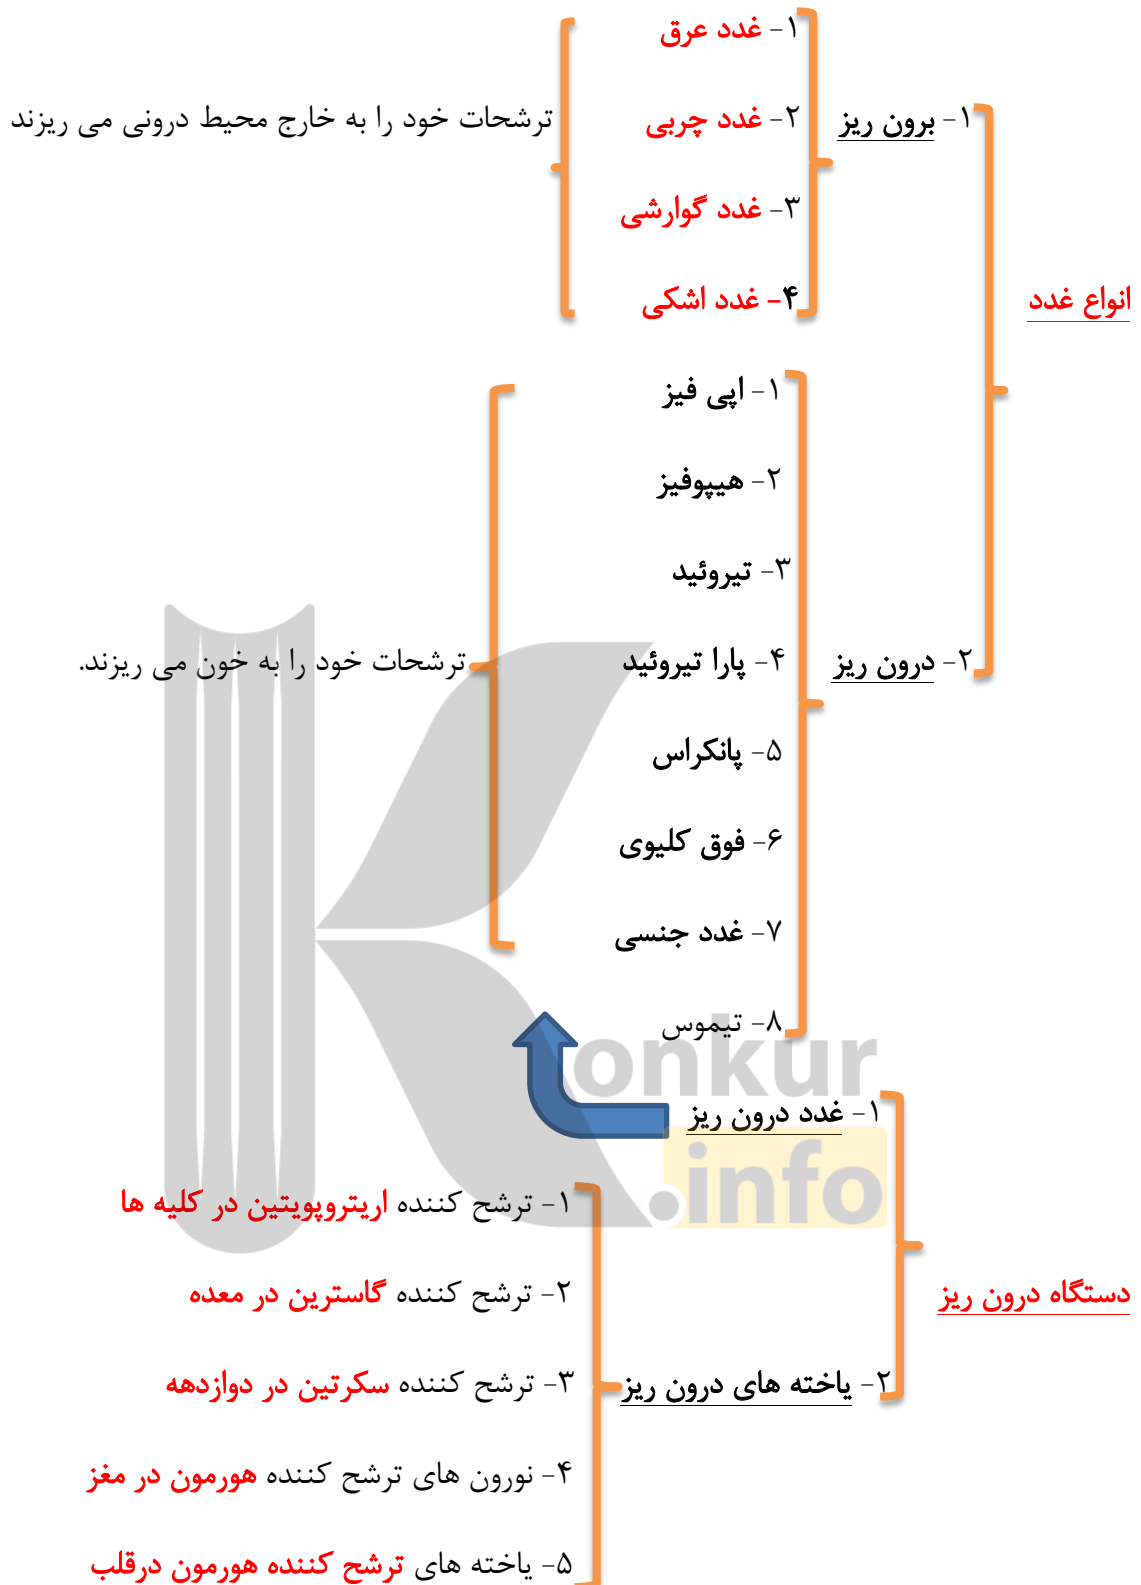 ۱- غدد عرق
۱- برون ریز
۲- غدد چربی
ترشحات خود را به خارج محیط درونی می ریزند
۳- غدد گوارشی
انواع غدد
۴- غدد اشکی
۱- اپی فیز
۲- هیپوفیز
۳- تیروئید
۲- درون ریز
۴- پارا تیروئید
ترشحات خود را به خون می ریزند.
۵- پانکراس
۶- فوق کلیوی
۷- غدد جنسی
۸- تیموس
onkur
.info
۱- غدد درون ریز
۱- ترشح کننده اریتروپویتین در کلیه ها
دستگاه درون ریز
۲- ترشح کننده گاسترین در معده
۲- یاخته های درون ریز
۳- ترشح کننده سکرتین در دوازدهه
۴- نورون های ترشح کننده هورمون در مغز
۵- یاخته های ترشح کننده هورمون درقلب